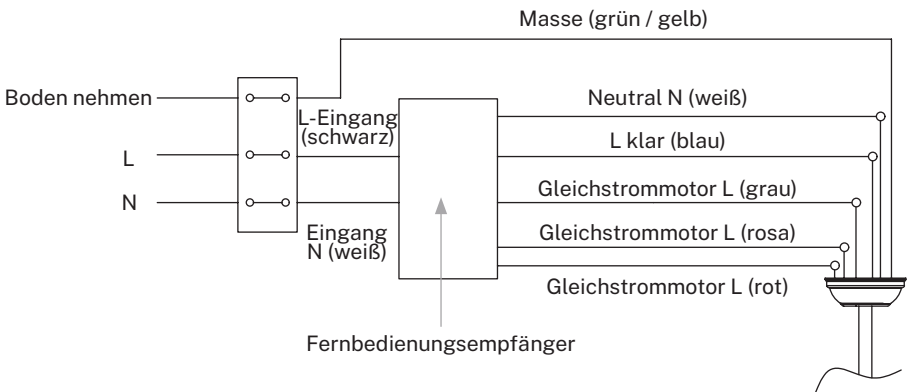 Masse (grün / gelb)
Boden nehmen
L-Eingang
(schwarz)
Neutral N (weiß)
L
L klar (blau)
N
Gleichstrommotor L (grau)
Eingang
N (weiß)
Gleichstrommotor L (rosa)
Gleichstrommotor L (rot)
Fernbedienungsempfänger